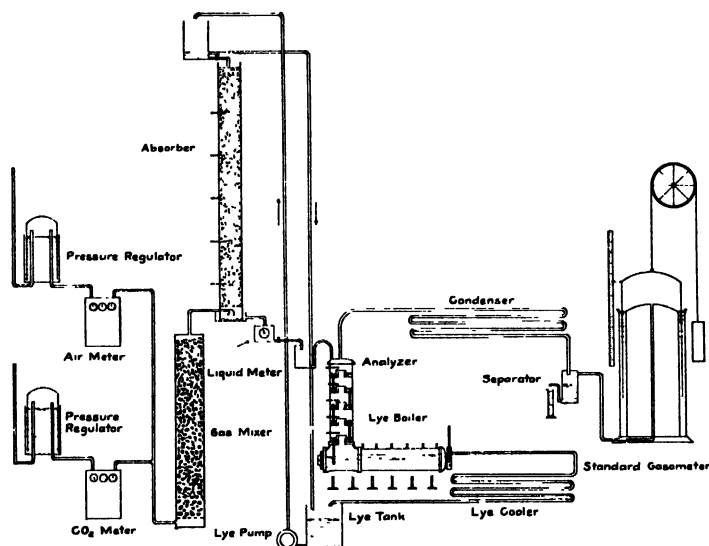 Absorber
Pressure Regulator
Condenser
Air Meter
Liquid Meter
Analyzer
Separator
Pressure
Regulator
Gas Mixer
Lye Boiler
Standard Gasometer
CO₂ Meter
Lye Pump
Lye Tank
Lye Cooler